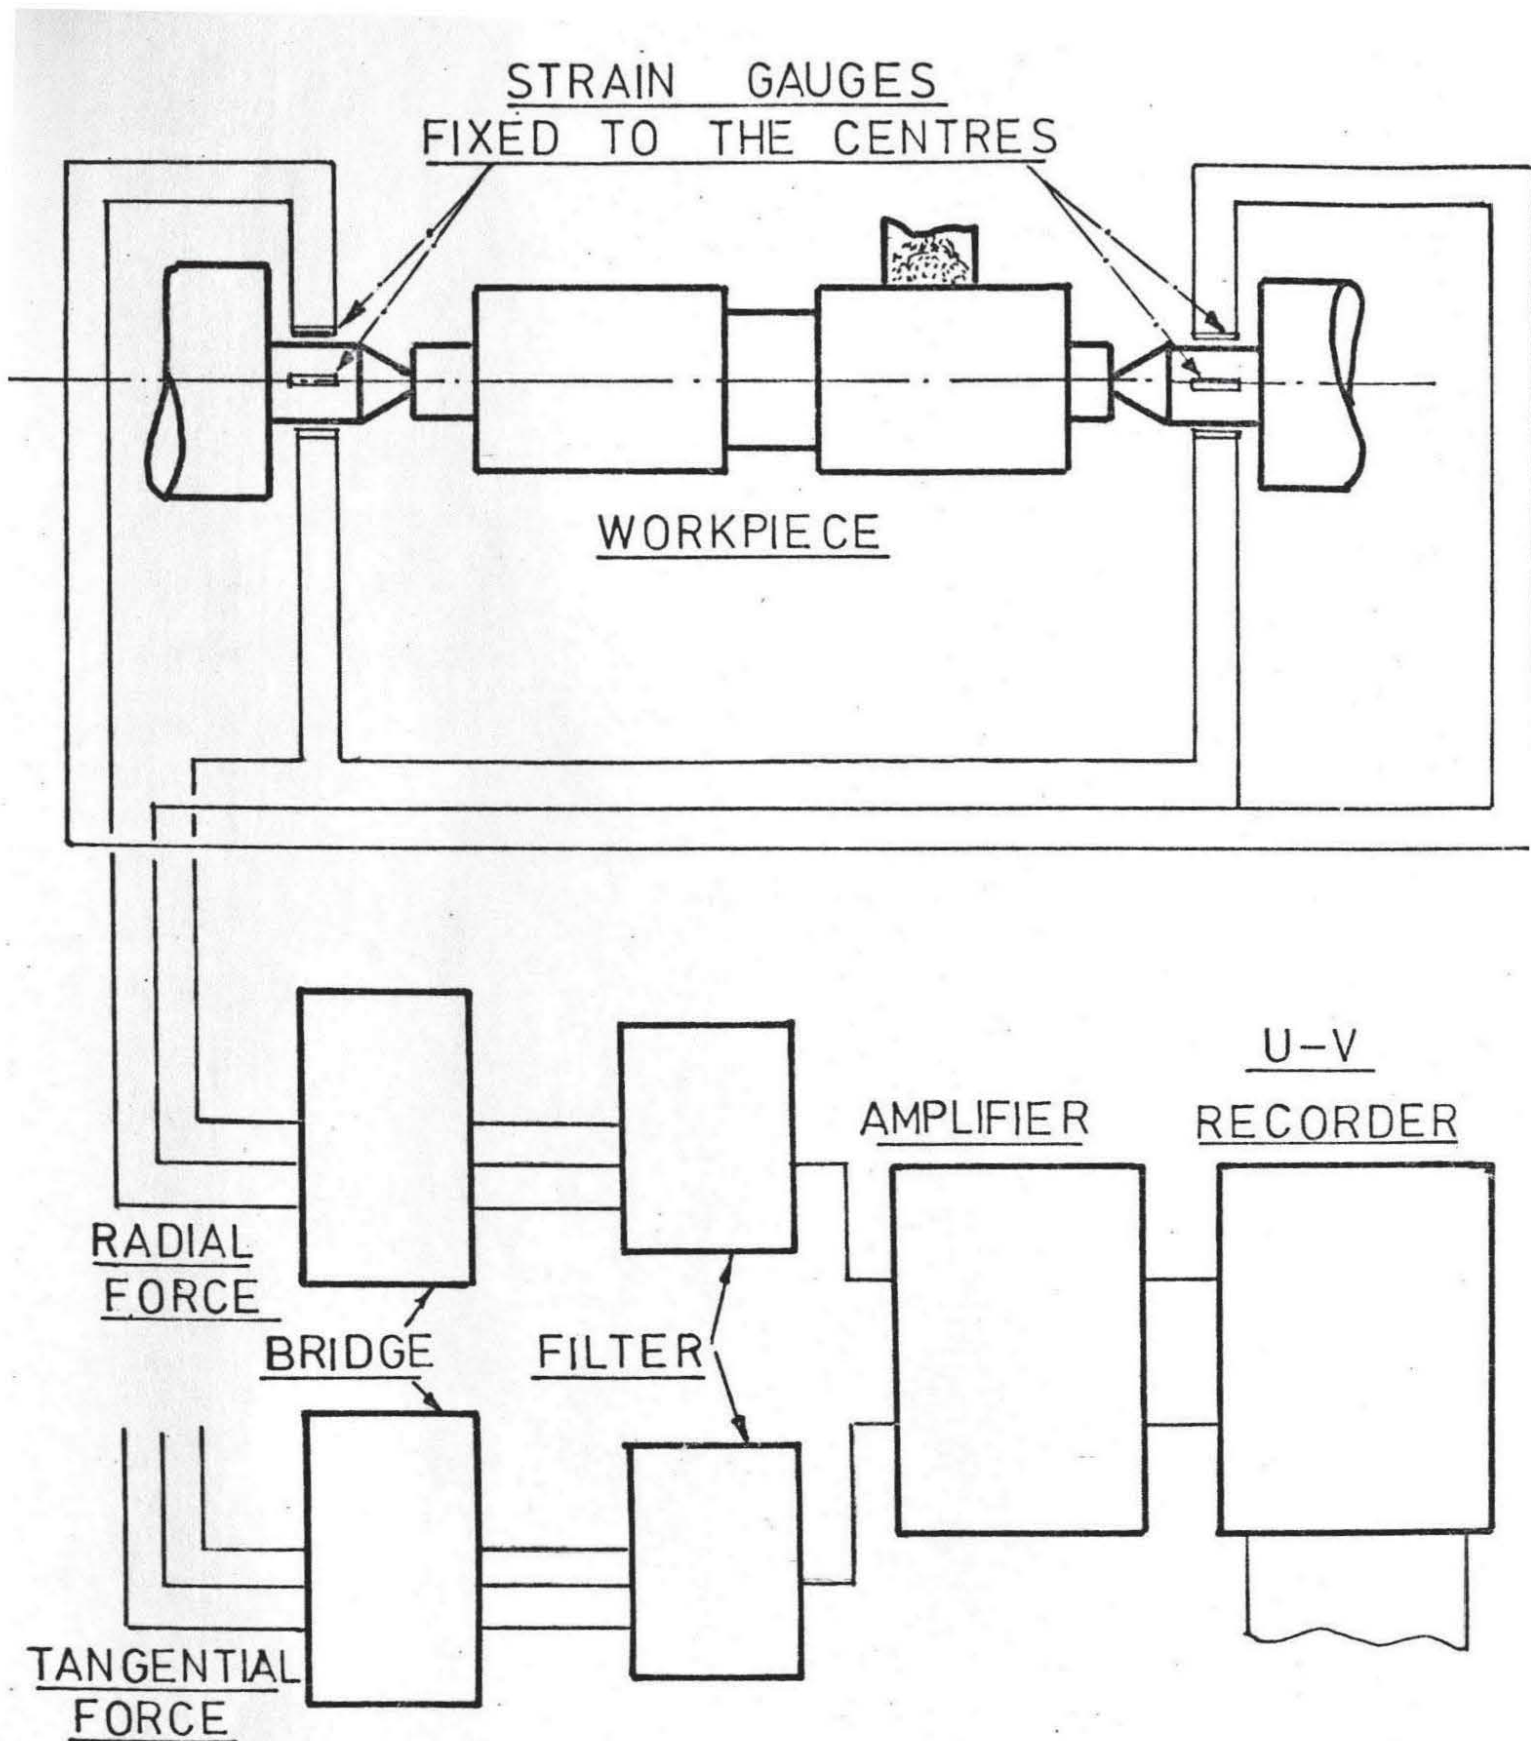 STRAIN GAUGES
FIXED TO THE CENTRES
WORKPIECE
U-V
RECORDER
AMPLIFIER
RADIAL
FORCE
BRIDGE
FILTER
TANGENTIAL
FORCE